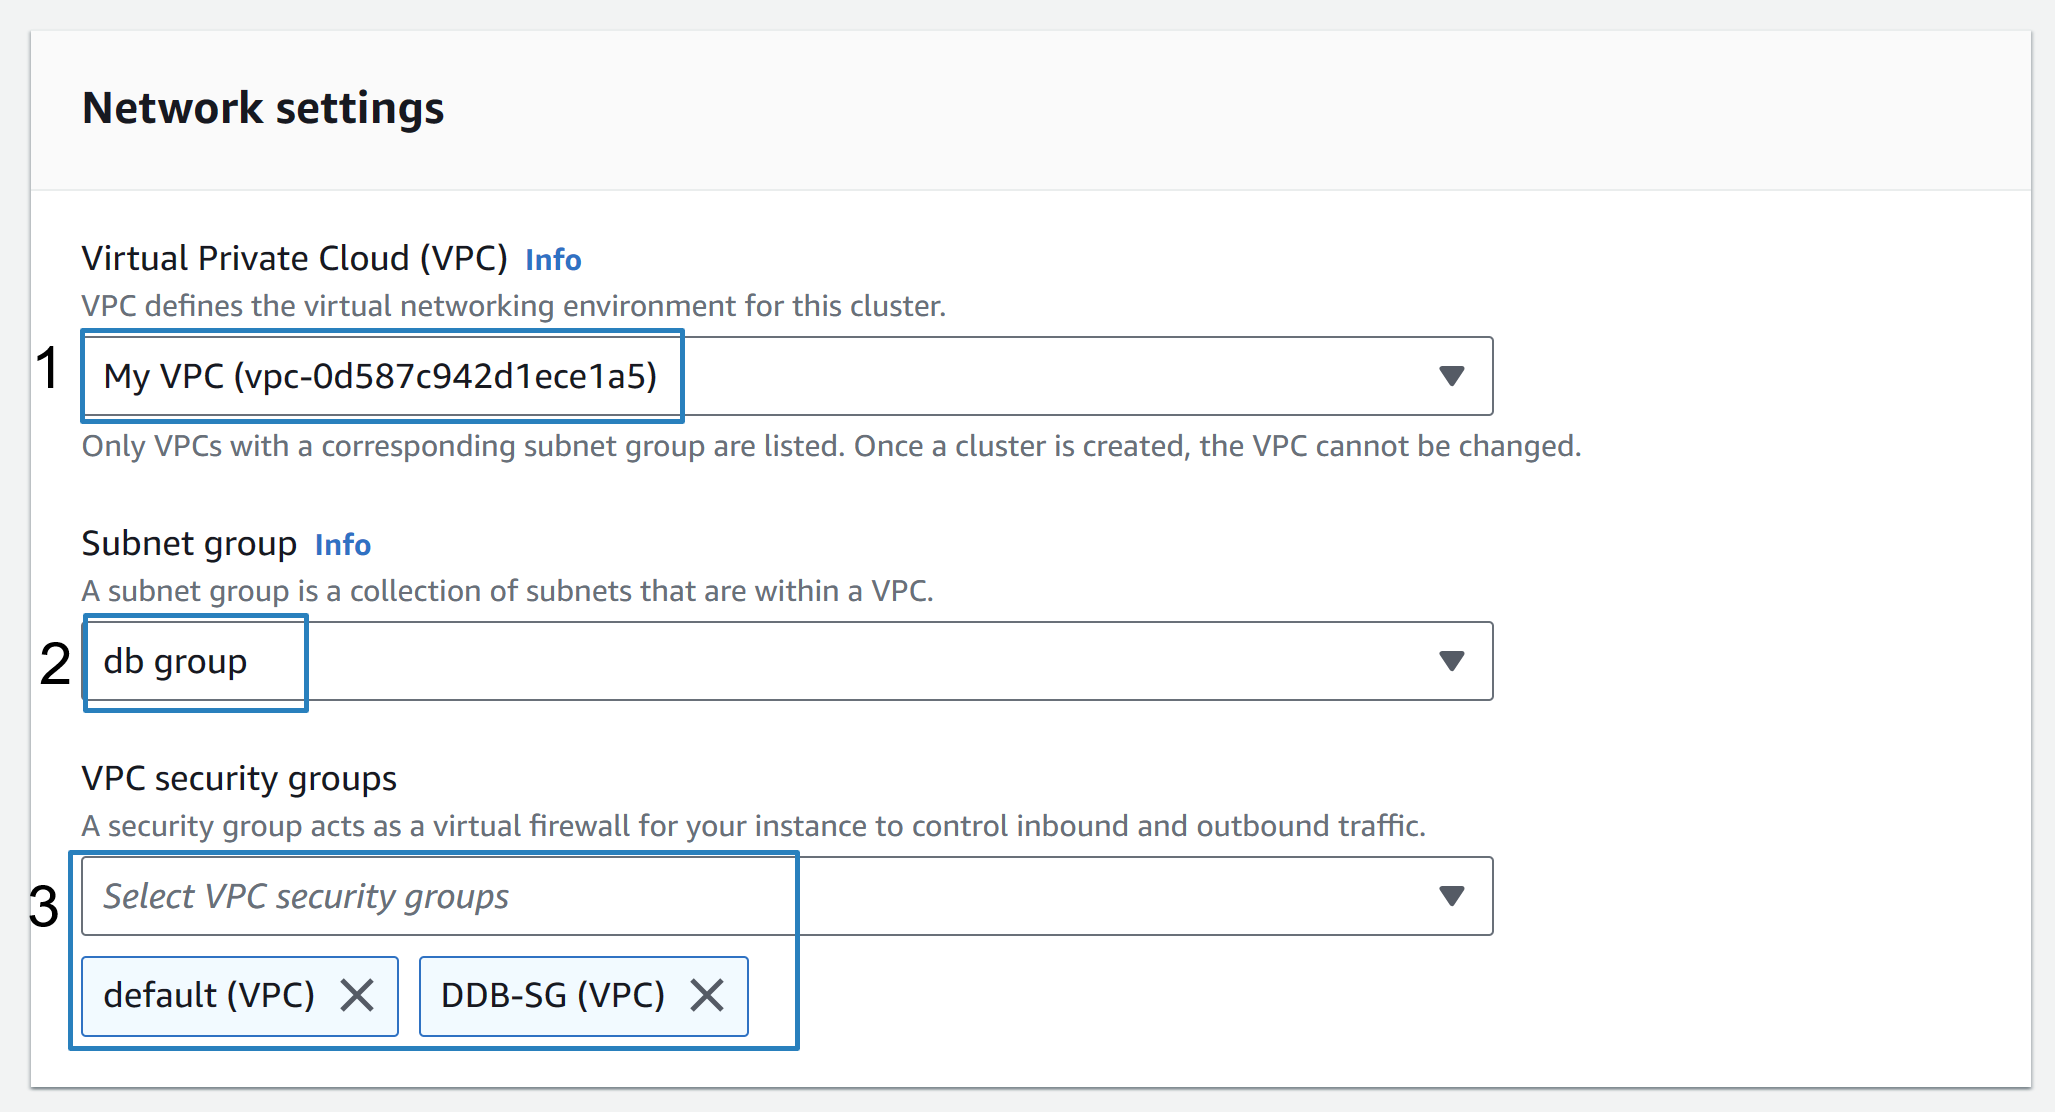 Network settings
Virtual Private Cloud (VPC) Info
VPC defines the virtual networking environment for this cluster.
1 My VPC (vpc-0d587c942d1ece1a5)
Only VPCs with a corresponding subnet group are listed. Once a cluster is created, the VPC cannot be changed.
Subnet group Info
A subnet group is a collection of subnets that are within a VPC.
2 db group
VPC security groups
A security group acts as a virtual firewall for your instance to control inbound and outbound traffic.
3 Select VPC security groups
default (VPC) DDB-SG (VPC)